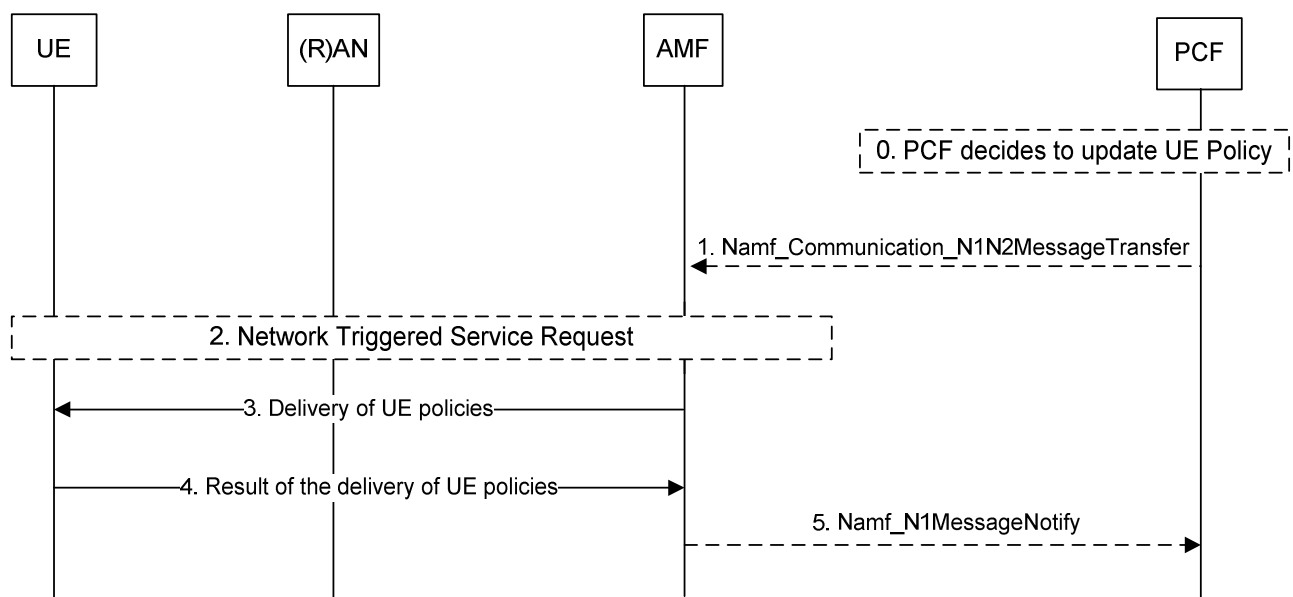 UE
(R)AN
AMF
PCF
0. PCF decides to update UE Policy
1. Namf_Communication_N1N2MessageTransfer
2. Network Triggered Service Request
3. Delivery of UE policies
4. Result of the delivery of UE policies
5. Namf_N1MessageNotify